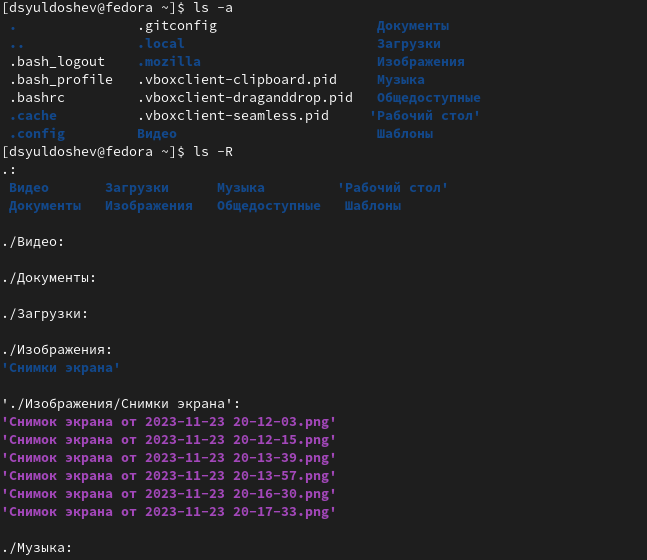 [dsyuldoshev@fedora ~]$ ls -a
. .gitconfig Документы
.. .local Загрузки
.bash_logout .mozilla Изображения
.bash_profile .vboxclient-clipboard.pid Музыка
.bashrc .vboxclient-draganddrop.pid Общедоступные
.cache .vboxclient-seamless.pid 'Рабочий стол'
.config Видео Шаблоны
[dsyuldoshev@fedora ~]$ ls -R
.:
Видео Загрузки Музыка 'Рабочий стол'
Документы Изображения Общедоступные Шаблоны
./Видео:
./Документы:
./Загрузки:
./Изображения:
'Снимки экрана'
'./Изображения/Снимки экрана':
'Снимок экрана от 2023-11-23 20-12-03.png'
'Снимок экрана от 2023-11-23 20-12-15.png'
'Снимок экрана от 2023-11-23 20-13-39.png'
'Снимок экрана от 2023-11-23 20-13-57.png'
'Снимок экрана от 2023-11-23 20-16-30.png'
'Снимок экрана от 2023-11-23 20-17-33.png'
./Музыка: